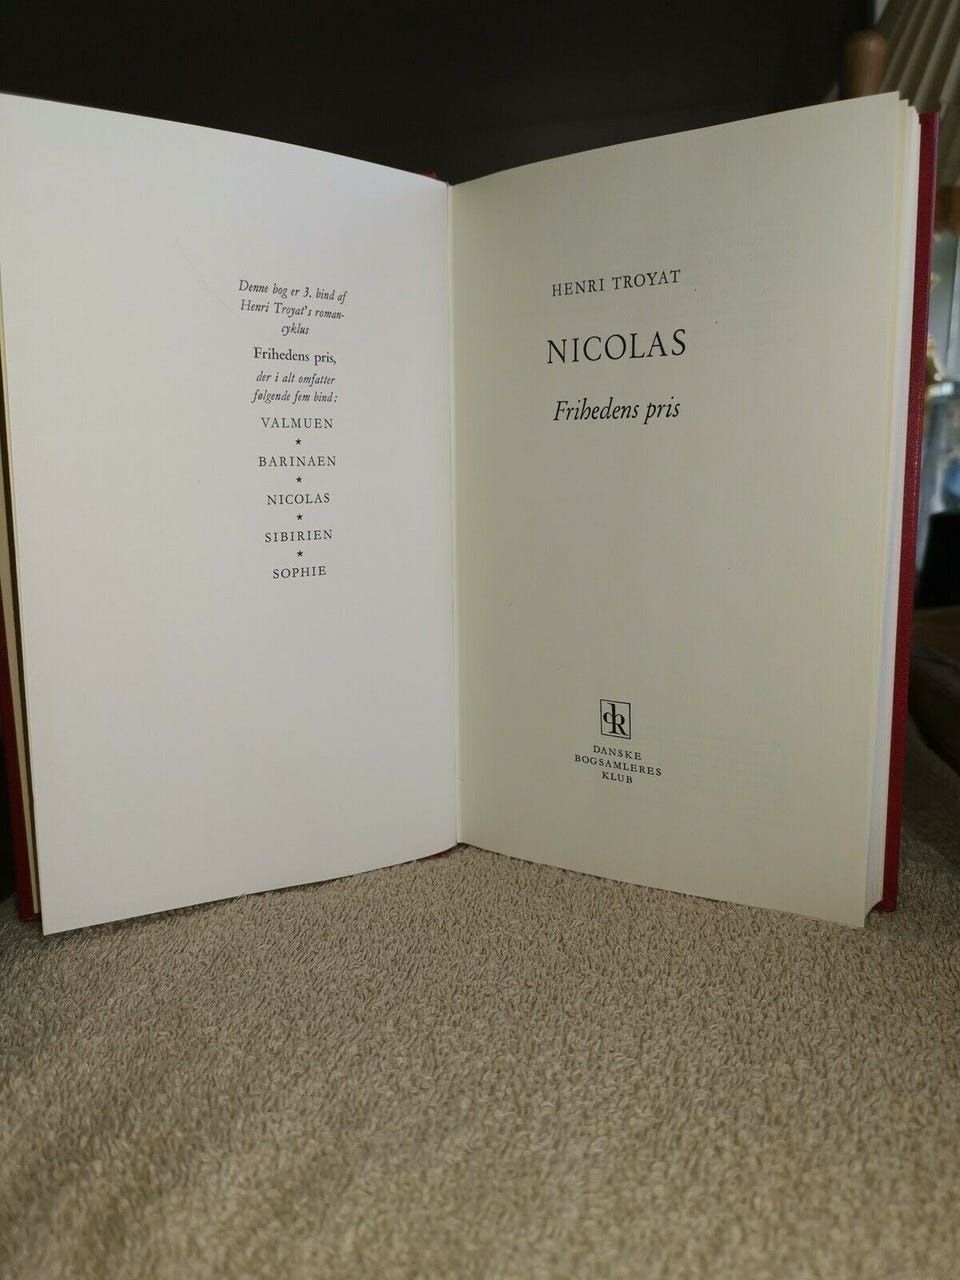 Denne bog er 3. bind af
Henri Troyat's roman-
cyklus
Frihedens pris,
der i alt omfatter
følgende fem bind:
VALMUEN
★
BARINAEN
★
NICOLAS
★
SIBIRIEN
★
SOPHIE
HENRI TROYAT
NICOLAS
Frihedens pris
dk
DANSKE
BOGSAMLERES
KLUB